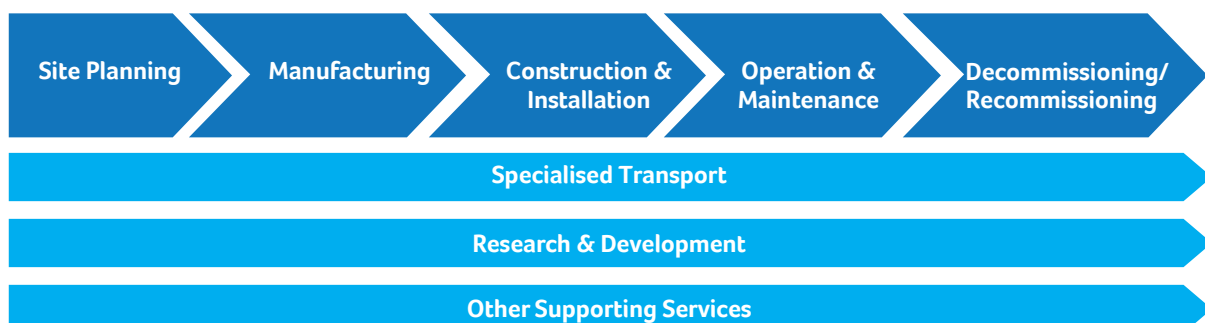 Site Planning
Manufacturing
Construction &
Installation
Operation &
Maintenance
Decommissioning/
Recommissioning
Specialised Transport
Research & Development
Other Supporting Services